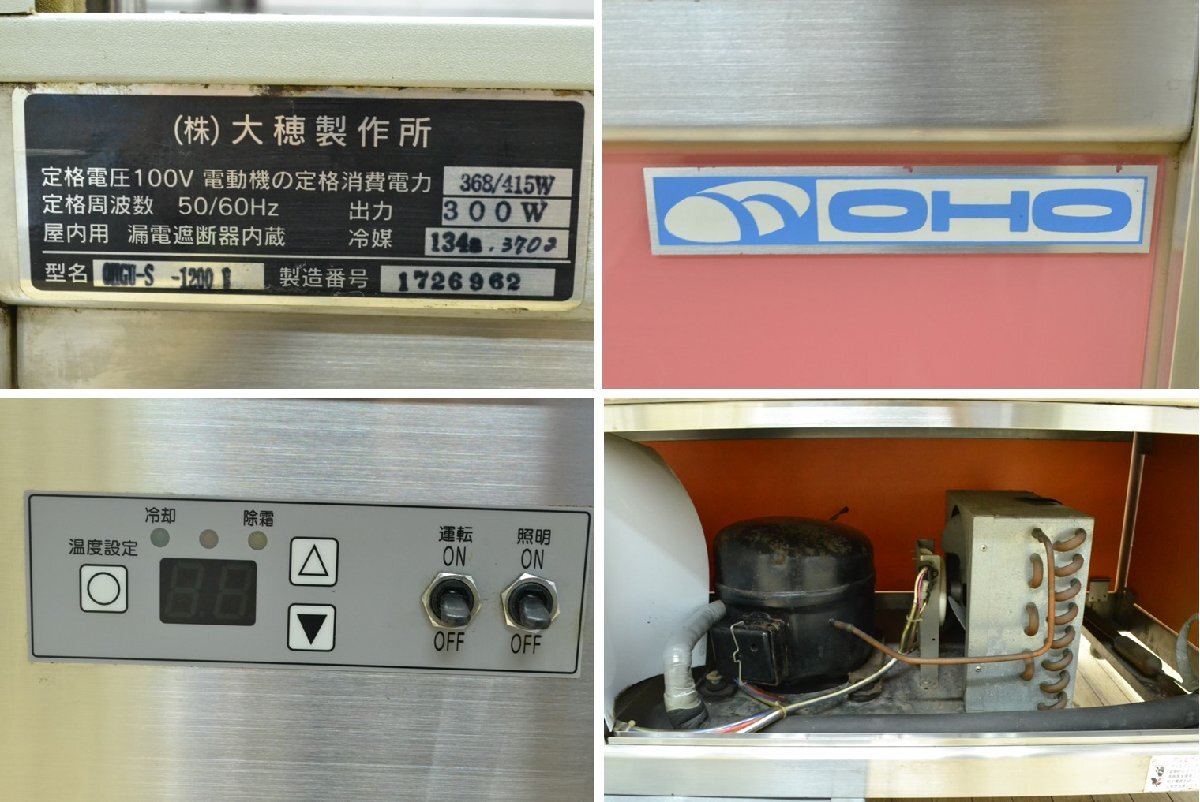 (株)大穂製作所
定格電圧100V 電動機の定格消費電力 368/415W
定格周波数 50/60Hz 出力 300W
屋内用 漏電遮断器内蔵 冷媒 134a.
型名 -1200 製造番号 1726962
OHO
冷却 除霜
温度設定
運転 照明
ON ON
OFF OFF